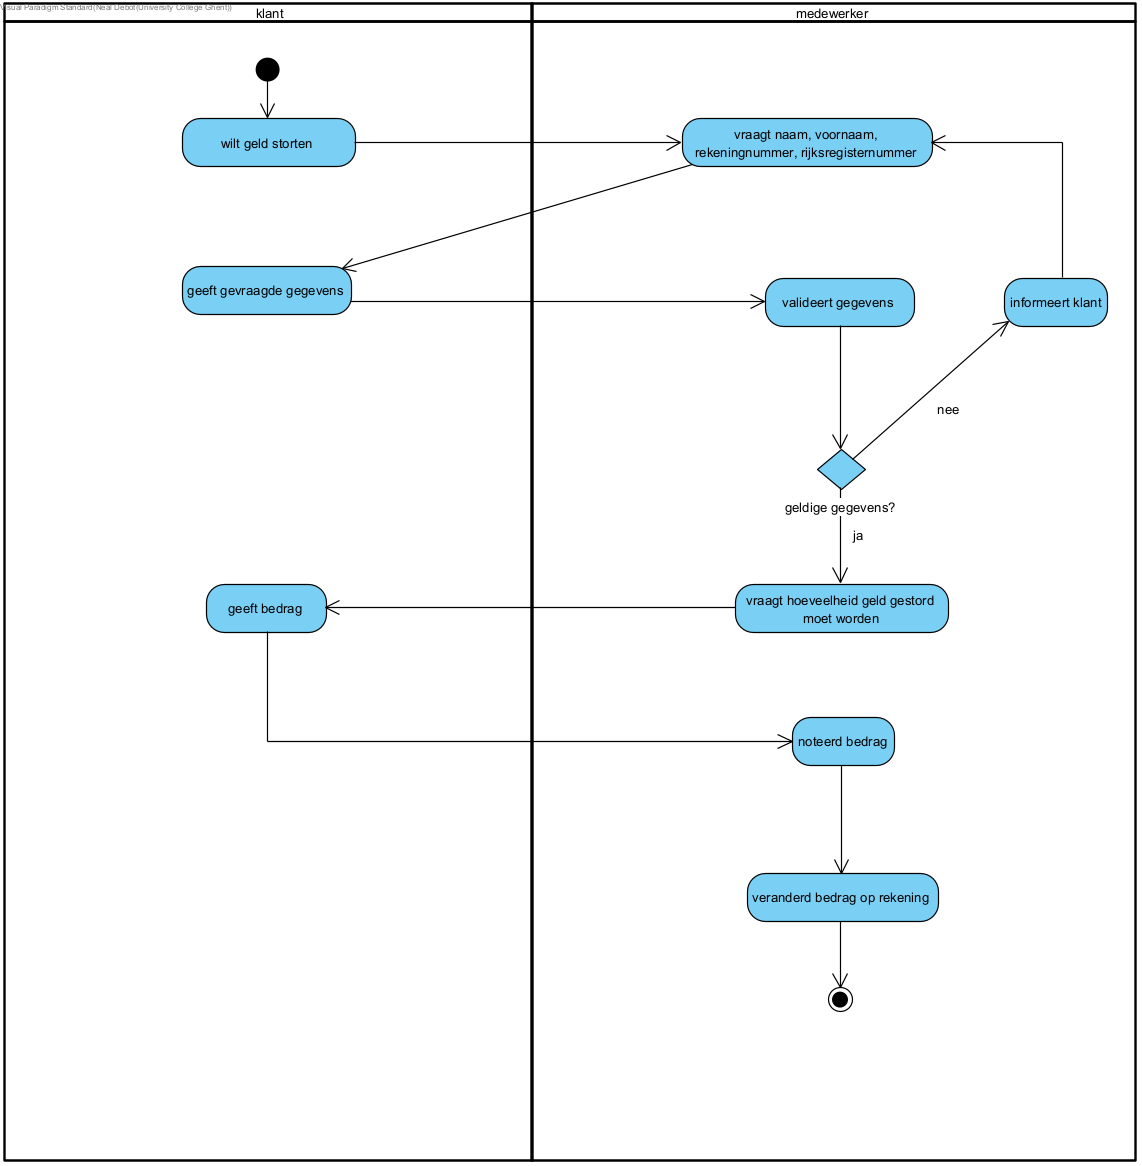 Visual Paradigm Standard(Neal Debot(University College Ghent))
klant
medewerker
wilt geld storten
vraagt naam, voornaam,
rekeningnummer, rijksregisternummer
geeft gevraagde gegevens
valideert gegevens
informeert klant
nee
geldige gegevens?
ja
geeft bedrag
vraagt hoeveelheid geld gestord
moet worden
noteerd bedrag
veranderd bedrag op rekening